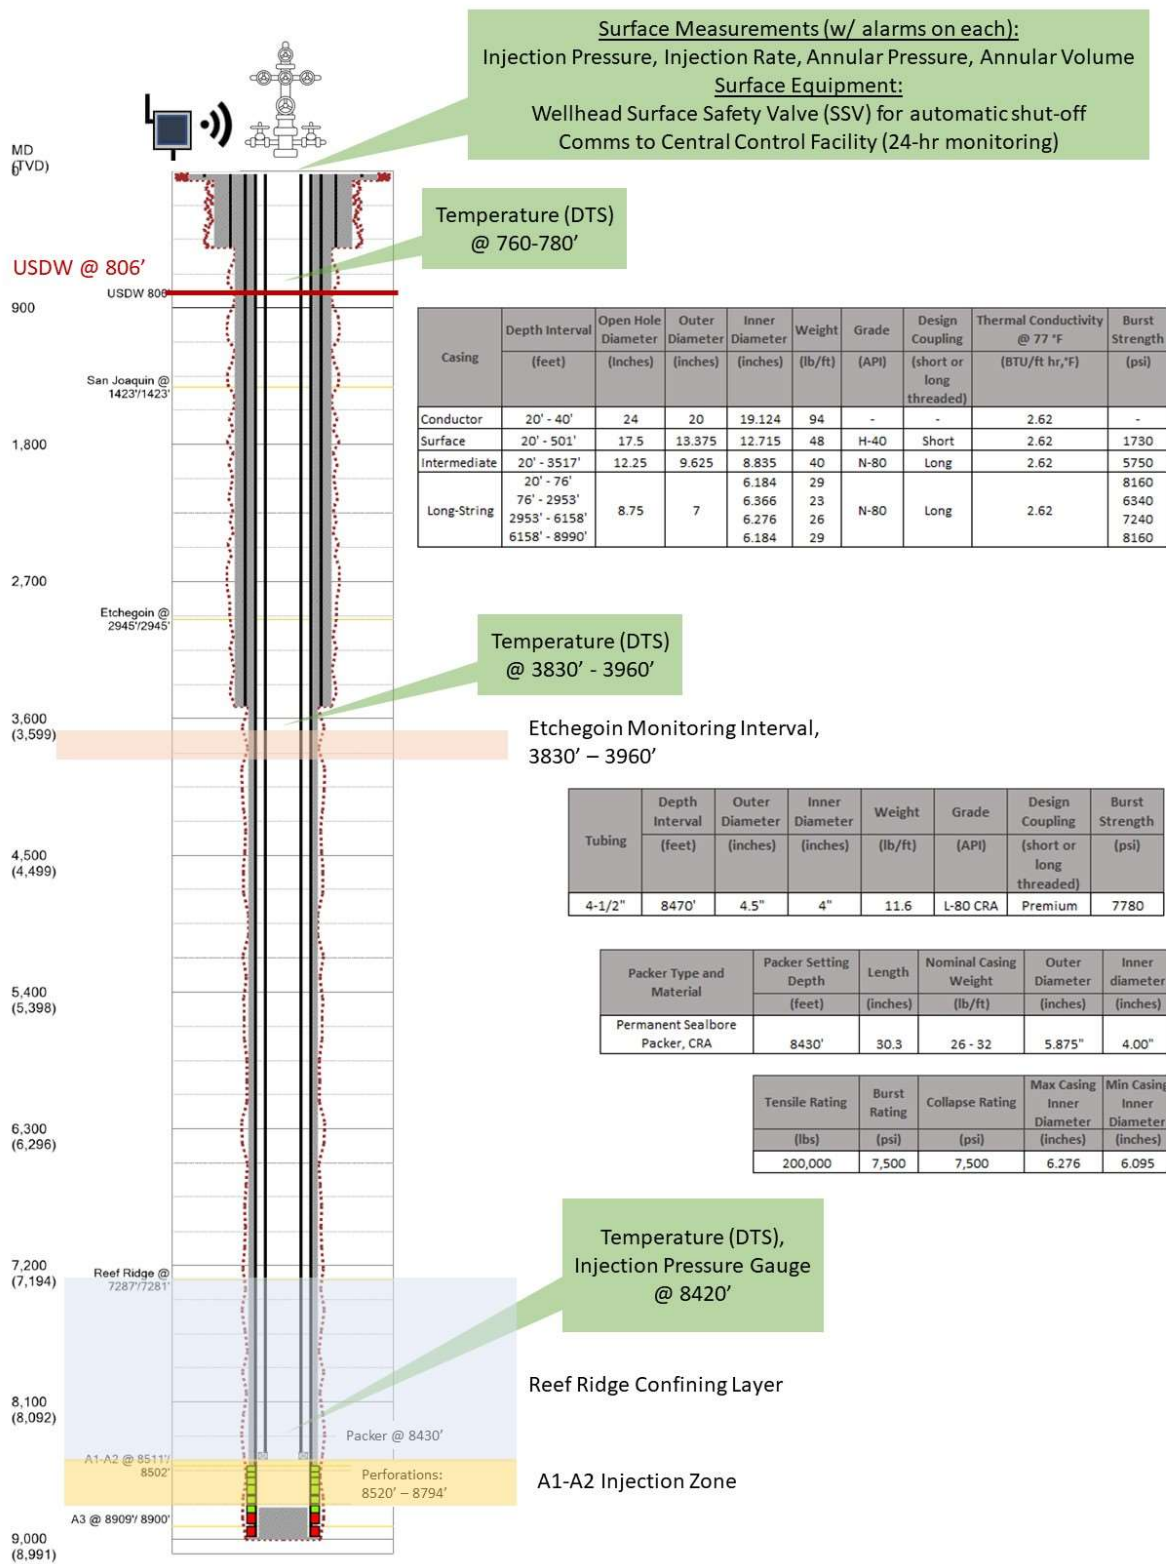 Surface Measurements (w/ alarms on each):
Injection Pressure, Injection Rate, Annular Pressure, Annular Volume
Surface Equipment:
Wellhead Surface Safety Valve (SSV) for automatic shut-off
Comms to Central Control Facility (24-hr monitoring)
MD
(TVD)
0
Temperature (DTS)
@ 760-780’
USDW @ 806’
USDW 806'
900
San Joaquin @
1423'/1423'
1,800
2,700
Etchegoin @
2945'/2945'
3,600
(3,599)
4,500
(4,499)
5,400
(5,398)
6,300
(6,296)
7,200
(7,194)
Reef Ridge @
7287'/7281'
8,100
(8,092)
A1-A2 @ 8511'/
8502'
A3 @ 8909'/ 8900'
9,000
(8,991)
Casing Depth Interval Open Hole Diameter Outer Diameter Inner Diameter Weight Grade Design Coupling Thermal Conductivity @ 77 °F Burst Strength
(feet) (Inches) (inches) (inches) (lb/ft) (API) (short or long threaded) (BTU/ft hr,°F) (psi)
Conductor 20' - 40' 24 20 19.124 94 - - 2.62 -
Surface 20' - 501' 17.5 13.375 12.715 48 H-40 Short 2.62 1730
Intermediate 20' - 3517' 12.25 9.625 8.835 40 N-80 Long 2.62 5750
Long-String 8.75 7 N-80 Long 2.62
20' - 76' 6.184 29 8160
76' - 2953' 6.366 23 6340
2953' - 6158' 6.276 26 7240
6158' - 8990' 6.184 29 8160
Temperature (DTS)
@ 3830’ - 3960’
Etchegoin Monitoring Interval,
3830’ – 3960’
Tubing Depth Interval Outer Diameter Inner Diameter Weight Grade Design Coupling Burst Strength
(feet) (inches) (inches) (lb/ft) (API) (short or long threaded) (psi)
4-1/2" 8470' 4.5" 4" 11.6 L-80 CRA Premium 7780
Packer Type and Material Packer Setting Depth Length Nominal Casing Weight Outer Diameter Inner diameter
(feet) (inches) (lb/ft) (inches) (inches)
Permanent Sealbore Packer, CRA 8430' 30.3 26 - 32 5.875" 4.00"
Tensile Rating Burst Rating Collapse Rating Max Casing Inner Diameter Min Casing Inner Diameter
(lbs) (psi) (psi) (inches) (inches)
200,000 7,500 7,500 6.276 6.095
Temperature (DTS),
Injection Pressure Gauge
@ 8420’
Reef Ridge Confining Layer
Packer @ 8430’
Perforations:
8520’ – 8794’
A1-A2 Injection Zone